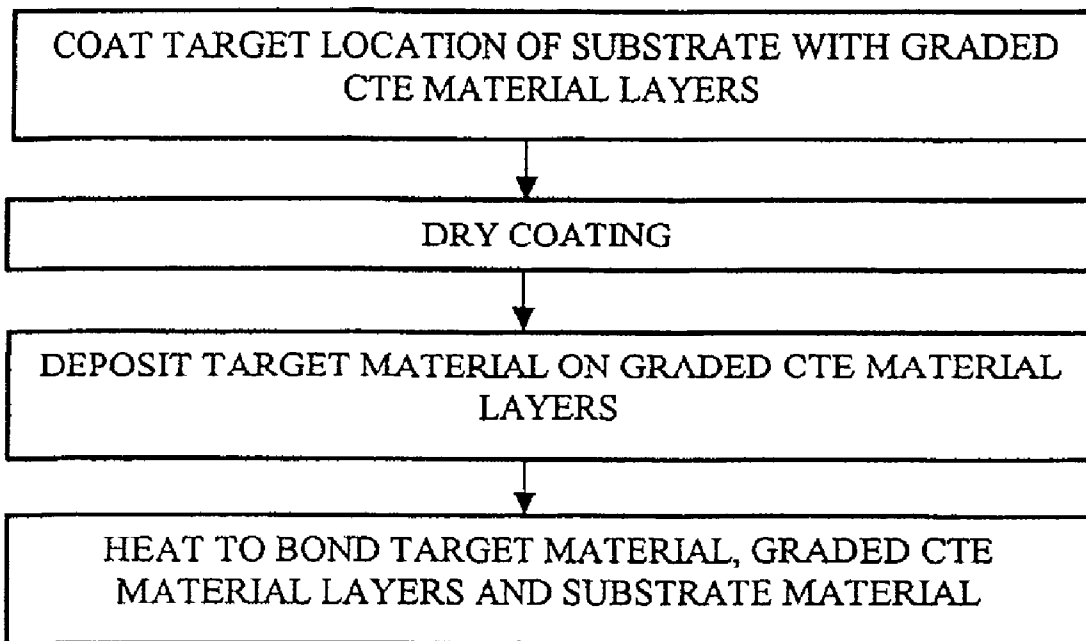 COAT TARGET LOCATION OF SUBSTRATE WITH GRADED
CTE MATERIAL LAYERS
DRY COATING
DEPOSIT TARGET MATERIAL ON GRADED CTE MATERIAL
LAYERS
HEAT TO BOND TARGET MATERIAL, GRADED CTE
MATERIAL LAYERS AND SUBSTRATE MATERIAL